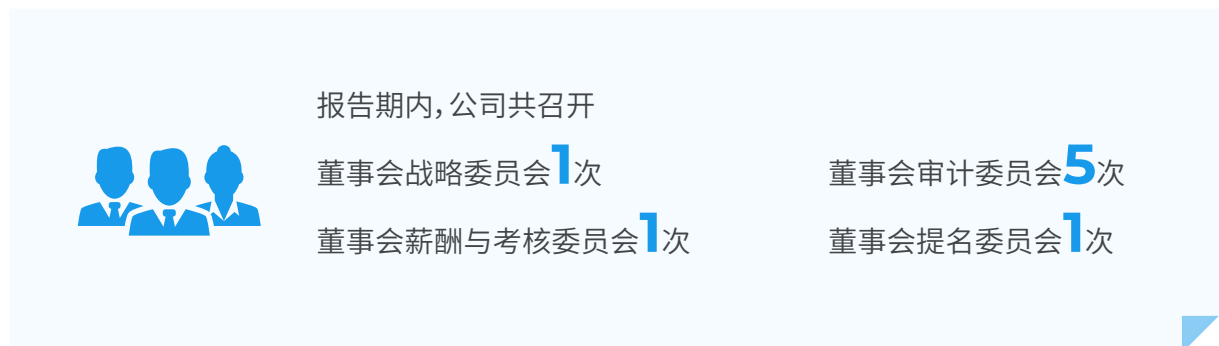 报告期内，公司共召开
董事会战略委员会1次 董事会审计委员会5次
董事会薪酬与考核委员会1次 董事会提名委员会1次